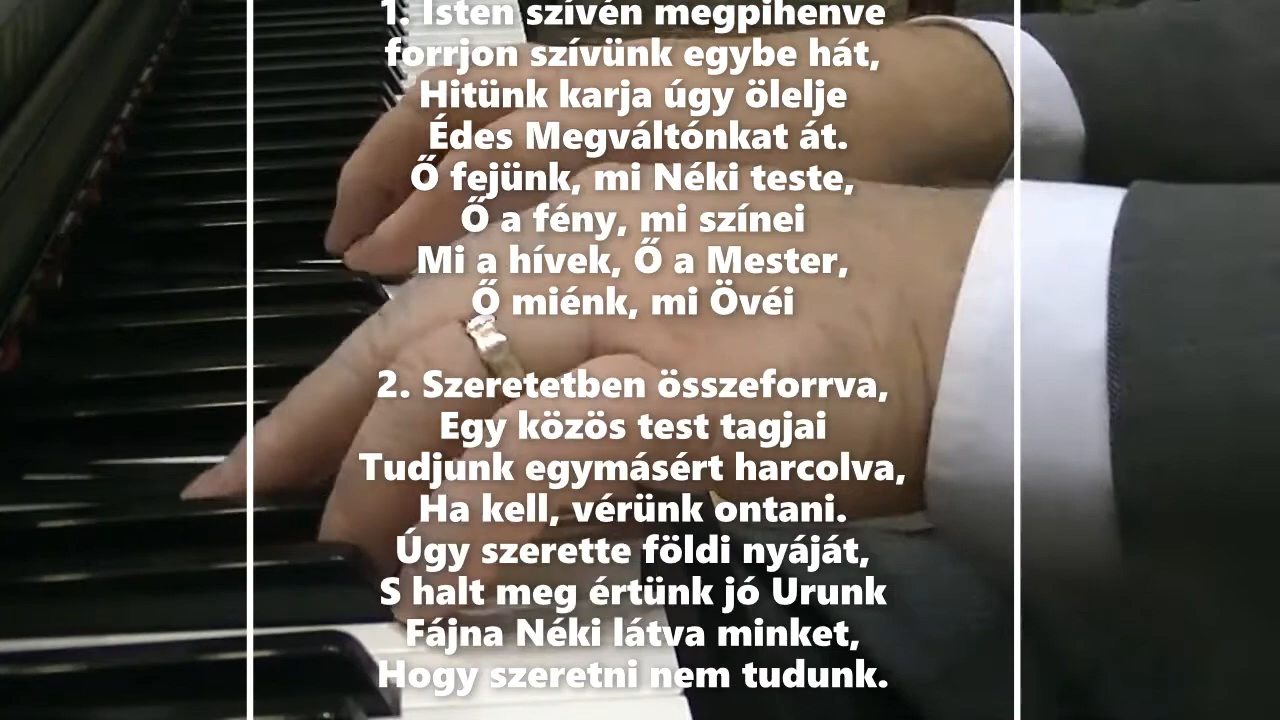 1. Isten szívén megpihenve
forrjon szívünk egybe hát,
Hitünk karja úgy ölelje
Édes Megváltónkat át.
Ő fejünk, mi Néki teste,
Ő a fény, mi színei
Mi a hívek, Ő a Mester,
Ő miénk, mi Övéi
2. Szeretetben összeforrva,
Egy közös test tagjai
Tudjunk egymásért harcolva,
Ha kell, vérünk ontani.
Úgy szerette földi nyáját,
S halt meg értünk jó Urunk
Fájna Néki látva minket,
Hogy szeretni nem tudunk.